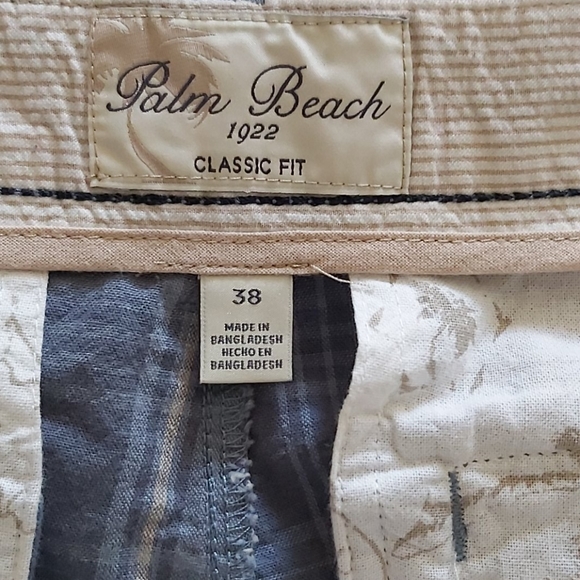 Palm Beach
1922
CLASSIC FIT
38
MADE IN
BANGLADESH
HECHO EN
BANGLADESH